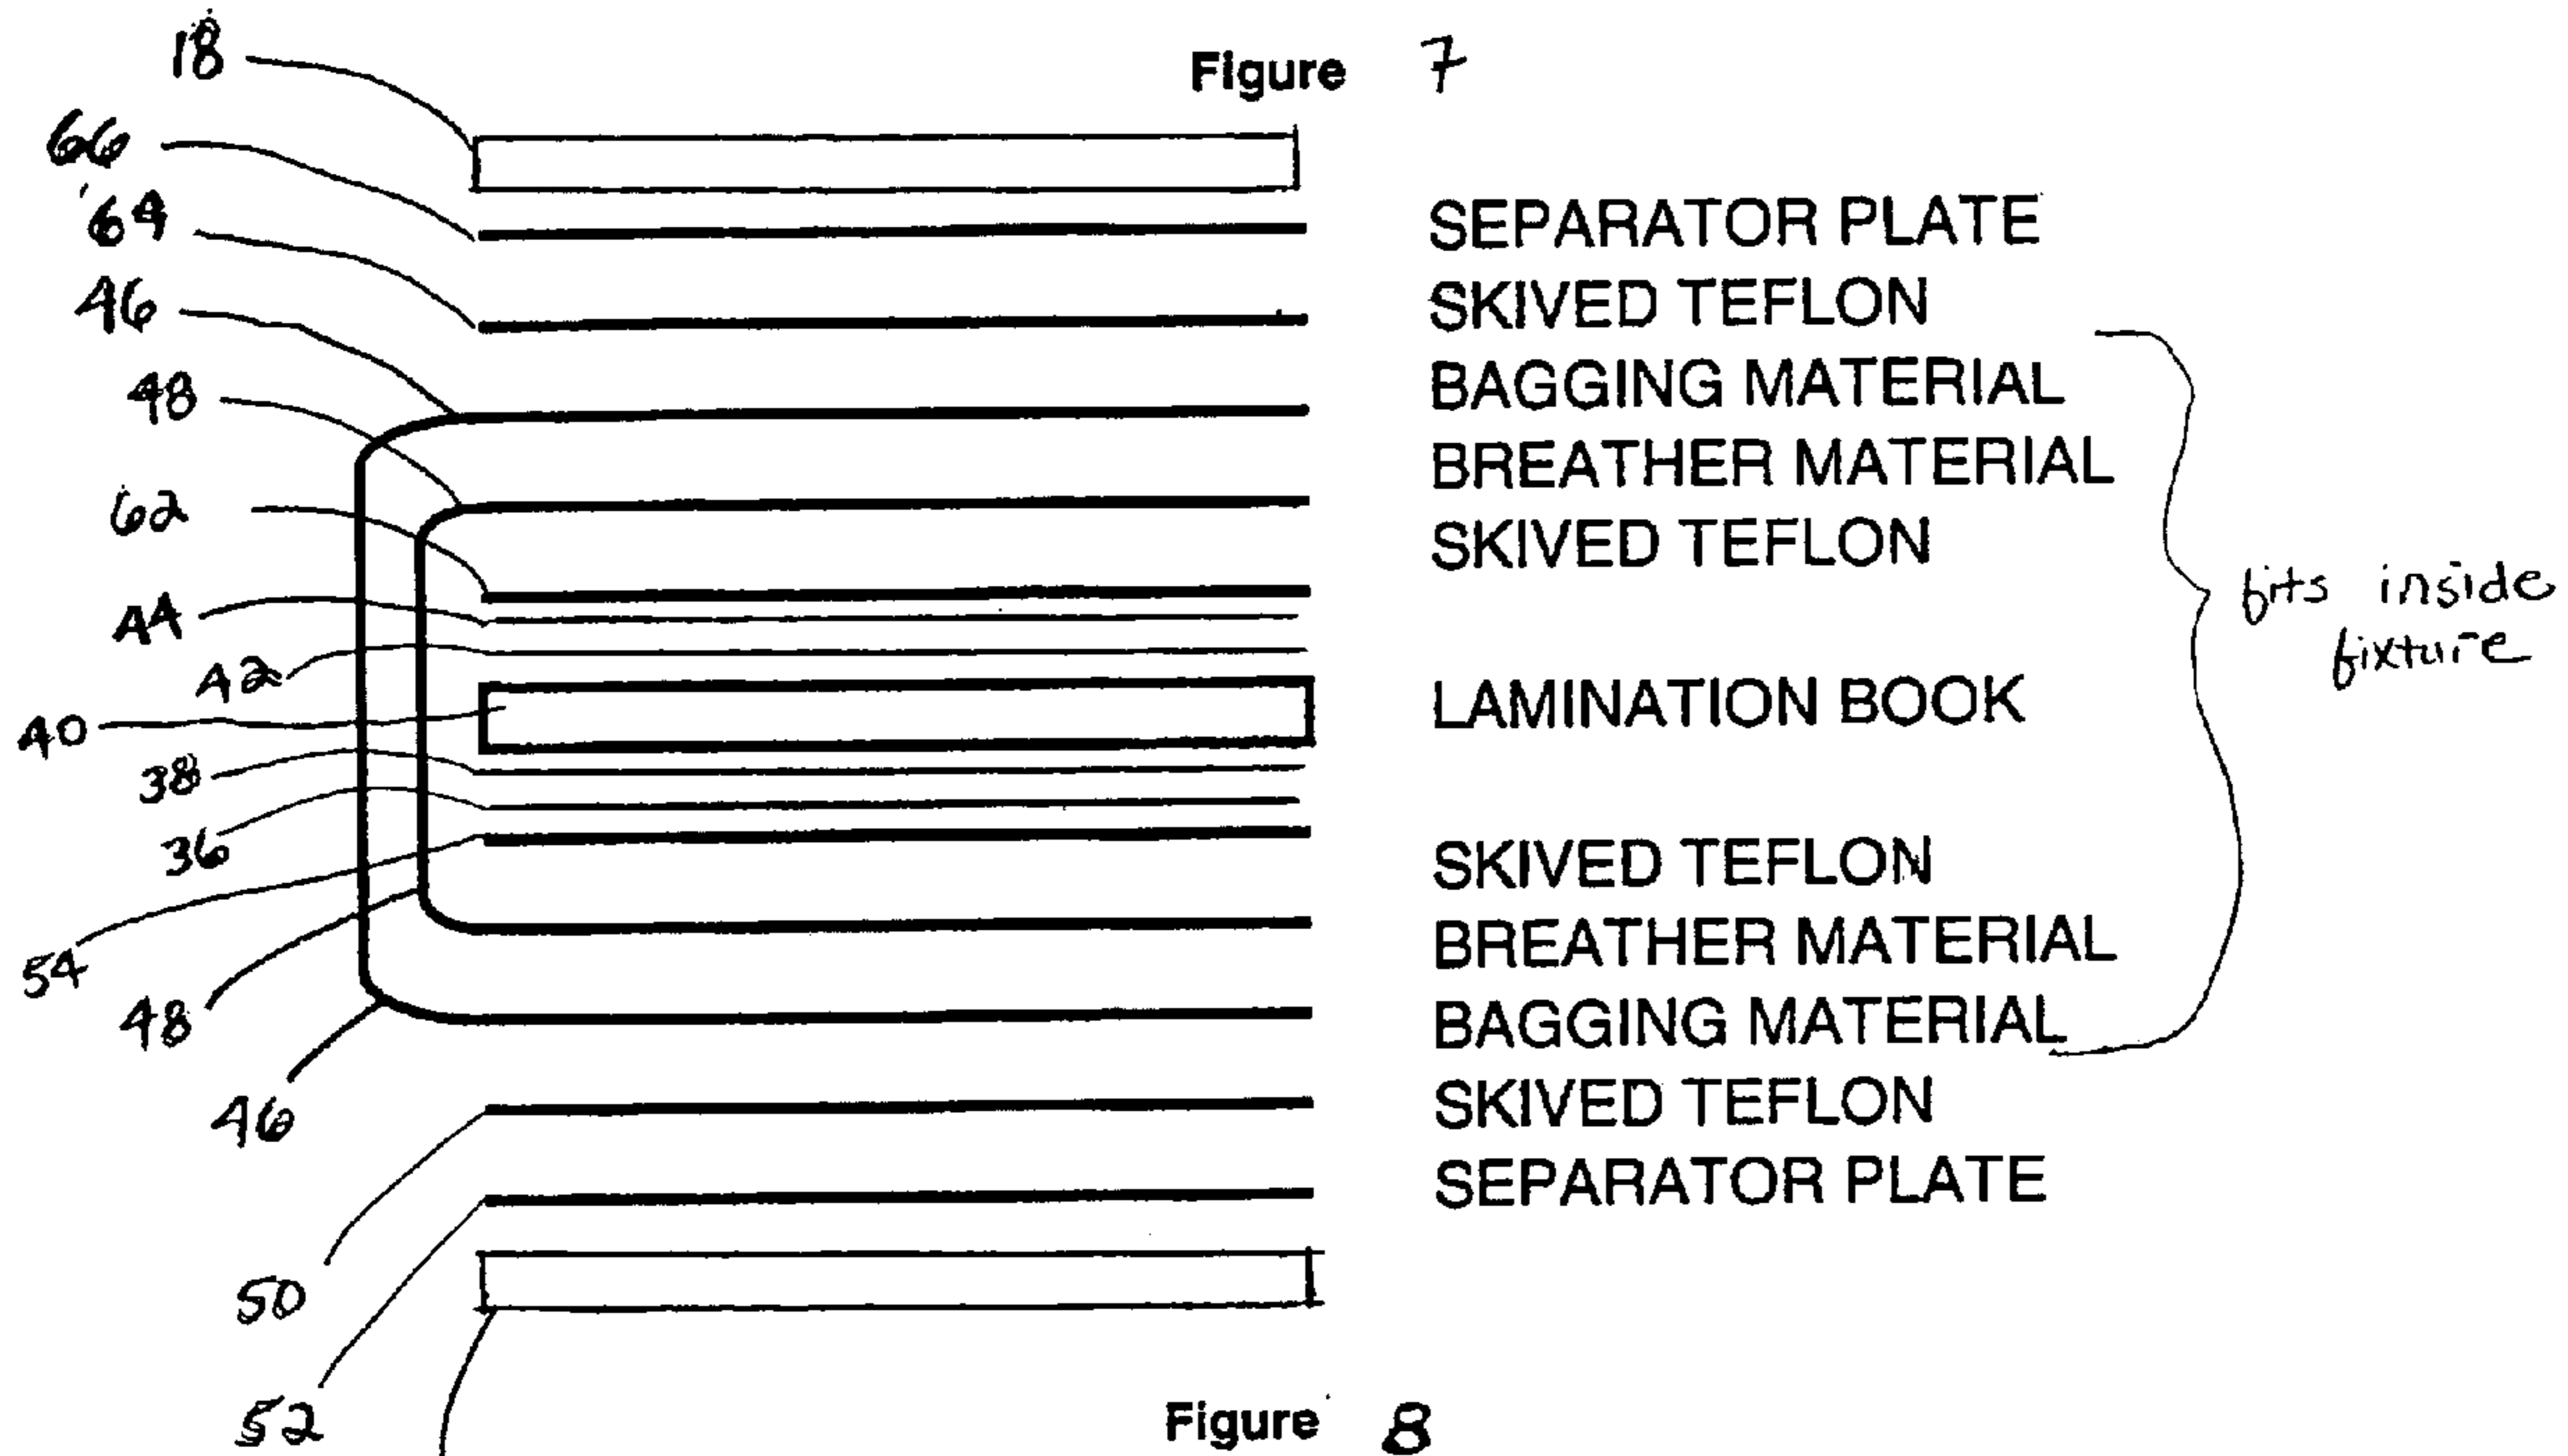 Figure 7
18
66
64
46
48
62
44
42
40
38
36
54
48
46
50
52
SEPARATOR PLATE
SKIVED TEFLON
BAGGING MATERIAL
BREATHER MATERIAL
SKIVED TEFLON
LAMINATION BOOK
SKIVED TEFLON
BREATHER MATERIAL
BAGGING MATERIAL
SKIVED TEFLON
SEPARATOR PLATE
fits inside
fixture
Figure 8